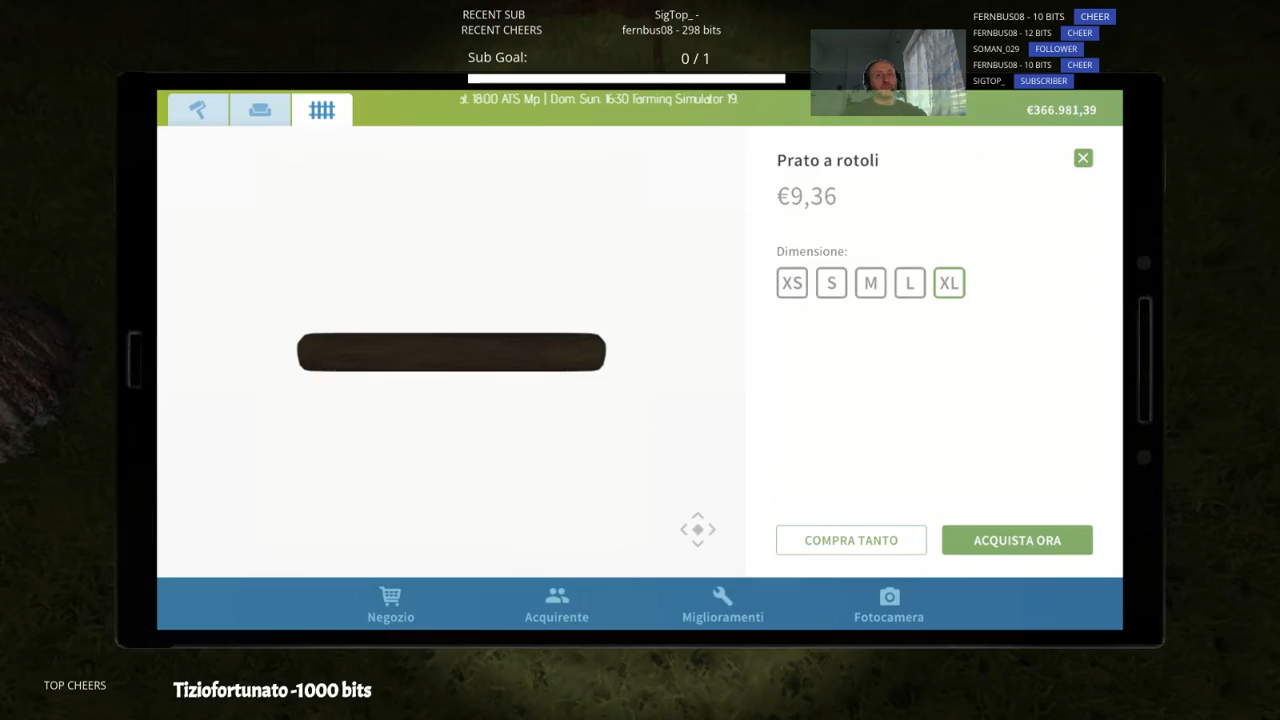 RECENT SUB
SigTop_ -
RECENT CHEERS
fernbus08 - 298 bits
Sub Goal:
0 / 1
FERNBUS08 - 10 BITS CHEER
FERNBUS08 - 12 BITS CHEER
SOMAN_029 FOLLOWER
FERNBUS08 - 10 BITS CHEER
SIGTOP_ SUBSCRIBER
18:00 ATS Mp | Dom. Sun. 16:30 Farming Simulator 19.
€366.981,39
Prato a rotoli
€9,36
Dimensione:
XS S M L XL
COMPRA TANTO
ACQUISTA ORA
Negozio
Acquirente
Miglioramenti
Fotocamera
TOP CHEERS
Tiziofortunato -1000 bits